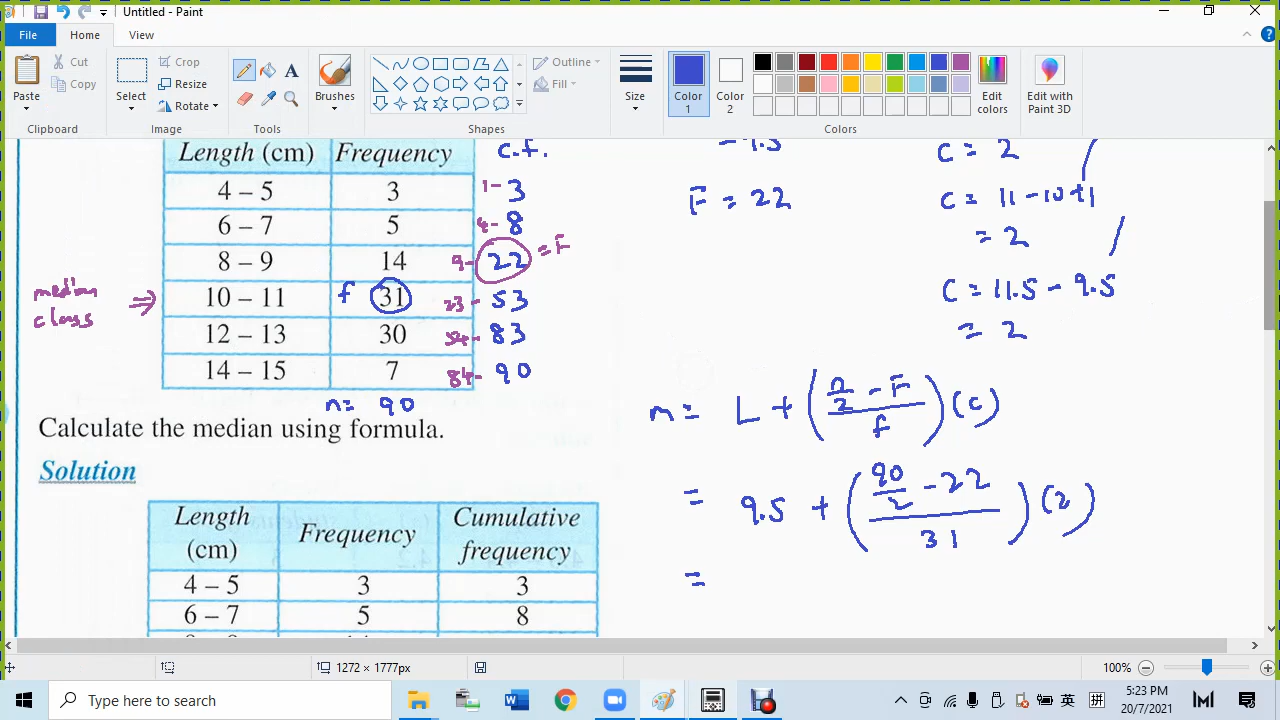 Untitled - Paint
File Home View
Paste Cut Copy
Clipboard
Select Crop Resize Rotate
Image
A
Tools
Brushes
Outline Fill
Shapes
Size
Color 1
Color 2
Edit colors
Edit with Paint 3D
Colors
Length (cm) Frequency c.f.
4 – 5 3 1- 3
6 – 7 5 4- 8
8 – 9 14 9- 22 = F
median class ⇒ 10 – 11 f 31 23 - 53
12 – 13 30 54- 83
14 – 15 7 84- 90
n= 90
Calculate the median using formula.
Solution
Length (cm) Frequency Cumulative frequency
4 – 5 3 3
6 – 7 5 8
= 9.5
F = 22
c = 2
c = 11 - 10 + 1
= 2
c = 11.5 - 9.5
= 2
m = L + (n/2 - F / f) (c)
= 9.5 + (90/2 - 22 / 31) (2)
=
1272 × 1777px
100%
Type here to search
英
拼
5:23 PM
20/7/2021